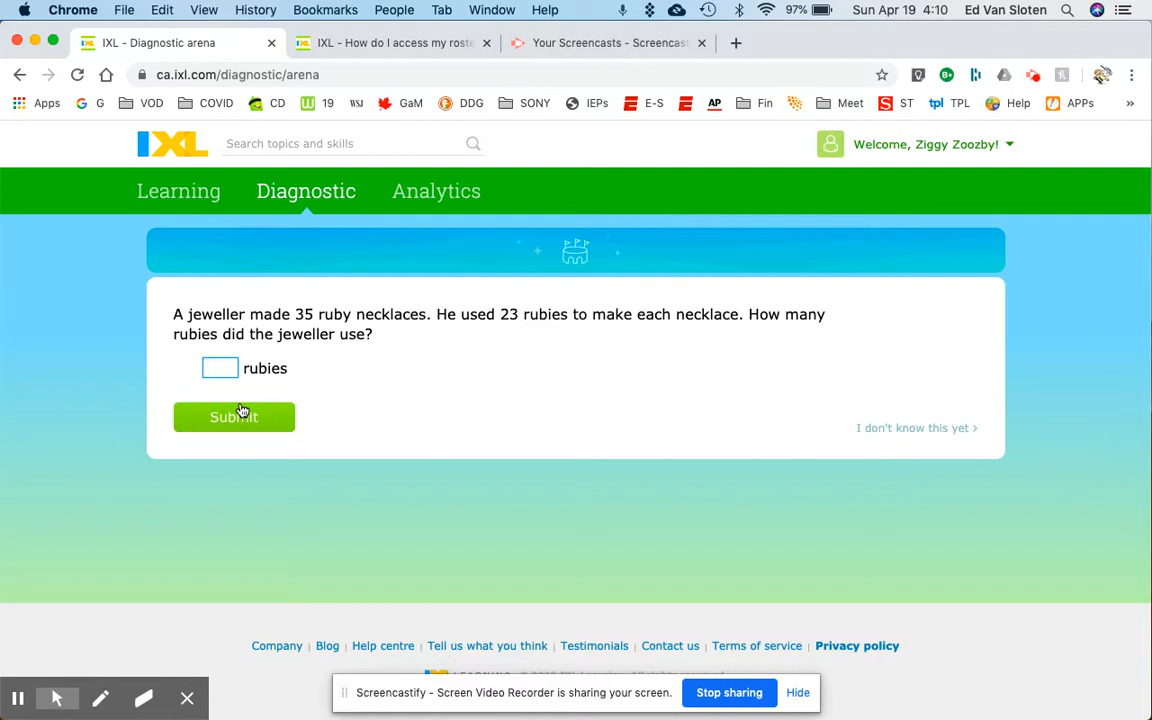 Chrome File Edit View History Bookmarks People Tab Window Help 97% Sun Apr 19 4:10 Ed Van Sloten
IXL - Diagnostic arena IXL - How do I access my roste Your Screencasts - Screencast
ca.ixl.com/diagnostic/arena
Apps G VOD COVID CD 19 WSJ GaM DDG SONY IEPs E-S AP Fin Meet ST TPL Help APPs »
IXL Search topics and skills Welcome, Ziggy Zoozby!
Learning Diagnostic Analytics
A jeweller made 35 ruby necklaces. He used 23 rubies to make each necklace. How many
rubies did the jeweller use?
rubies
Submit
I don't know this yet >
Company | Blog | Help centre | Tell us what you think | Testimonials | Contact us | Terms of service | Privacy policy
Screencastify - Screen Video Recorder is sharing your screen. Stop sharing Hide